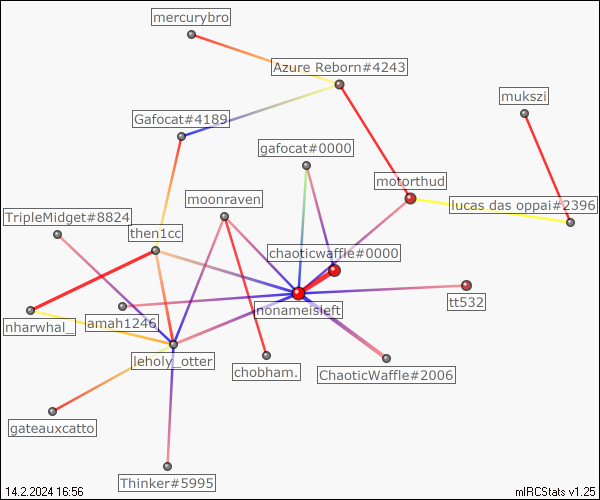 mercurybro
Azure Reborn#4243
mukszi
Gafocat#4189
gafocat#0000
motorthud
moonraven
lucas das oppai#2396
TripleMidget#8824
then1cc
chaoticwaffle#0000
tt532
nonameisleft
nharwhal_
amah1246
leholy_otter
chobham.
ChaoticWaffle#2006
gateauxcatto
Thinker#5995
14.2.2024 16:56
mIRCStats v1.25